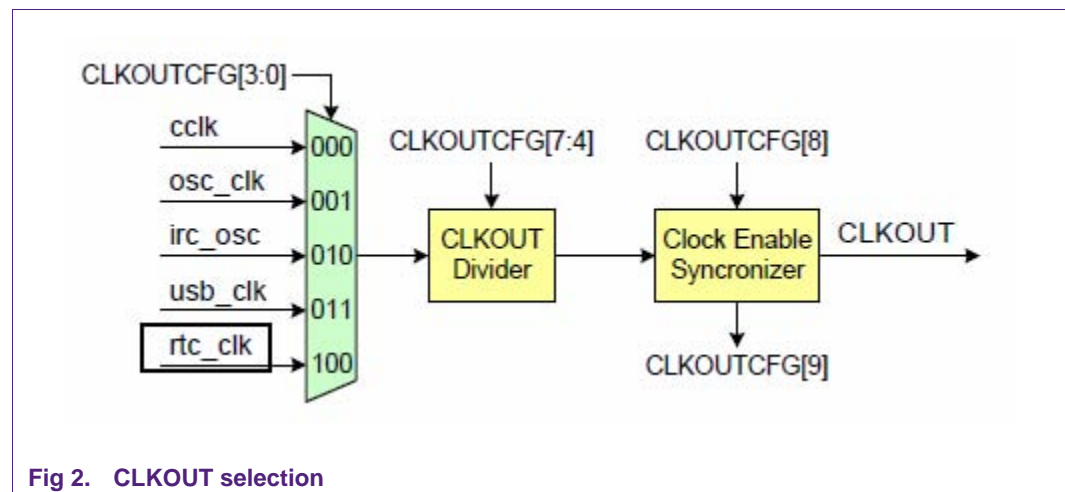 CLKOUTCFG[3:0]
cclk
000
CLKOUTCFG[7:4]
CLKOUTCFG[8]
osc_clk
001
irc_osc
010
CLKOUT
Divider
Clock Enable
Syncronizer
CLKOUT
usb_clk
011
rtc_clk
100
CLKOUTCFG[9]
Fig 2. CLKOUT selection